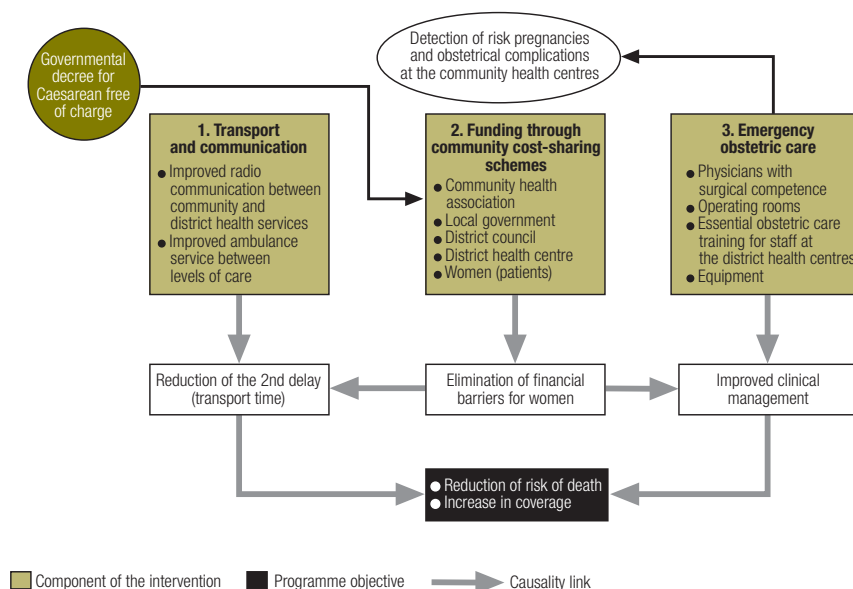 Governmental
decree for
Caesarean free
of charge
Detection of risk pregnancies
and obstetrical complications
at the community health centres
1. Transport
and communication
● Improved radio
communication between
community and
district health services
● Improved ambulance
service between
levels of care
2. Funding through
community cost-sharing
schemes
● Community health
association
● Local government
● District council
● District health centre
● Women (patients)
3. Emergency
obstetric care
● Physicians with
surgical competence
● Operating rooms
● Essential obstetric care
training for staff at
the district health centres
● Equipment
Reduction of the 2nd delay
(transport time)
Elimination of financial
barriers for women
Improved clinical
management
● Reduction of risk of death
● Increase in coverage
Component of the intervention
Programme objective
Causality link